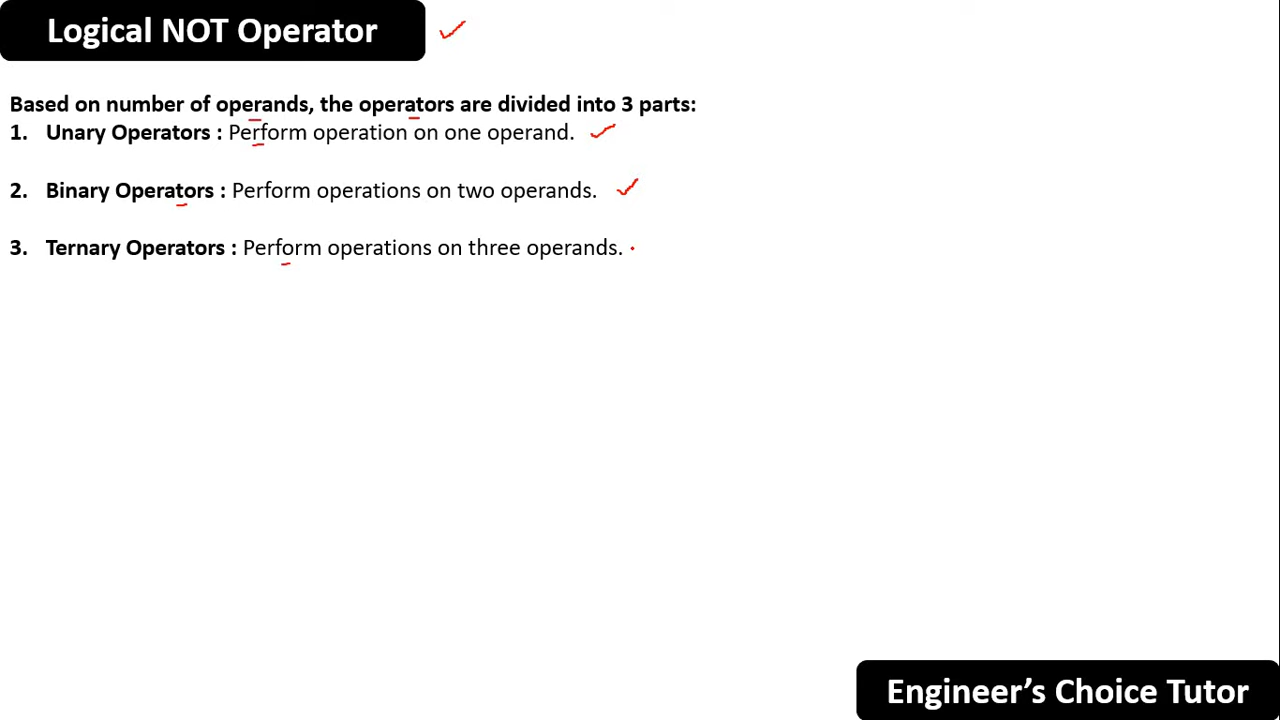 Logical NOT Operator
Based on number of operands, the operators are divided into 3 parts:
1. Unary Operators : Perform operation on one operand.
2. Binary Operators : Perform operations on two operands.
3. Ternary Operators : Perform operations on three operands.
Engineer’s Choice Tutor